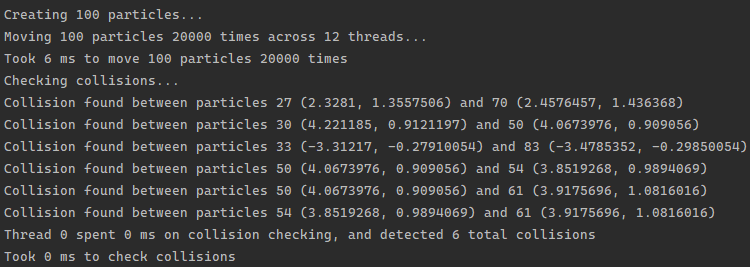 Creating 100 particles...
Moving 100 particles 20000 times across 12 threads...
Took 6 ms to move 100 particles 20000 times
Checking collisions...
Collision found between particles 27 (2.3281, 1.3557506) and 70 (2.4576457, 1.436368)
Collision found between particles 30 (4.221185, 0.9121197) and 50 (4.0673976, 0.909056)
Collision found between particles 33 (-3.31217, -0.27910054) and 83 (-3.4785352, -0.29850054)
Collision found between particles 50 (4.0673976, 0.909056) and 54 (3.8519268, 0.9894069)
Collision found between particles 50 (4.0673976, 0.909056) and 61 (3.9175696, 1.0816016)
Collision found between particles 54 (3.8519268, 0.9894069) and 61 (3.9175696, 1.0816016)
Thread 0 spent 0 ms on collision checking, and detected 6 total collisions
Took 0 ms to check collisions